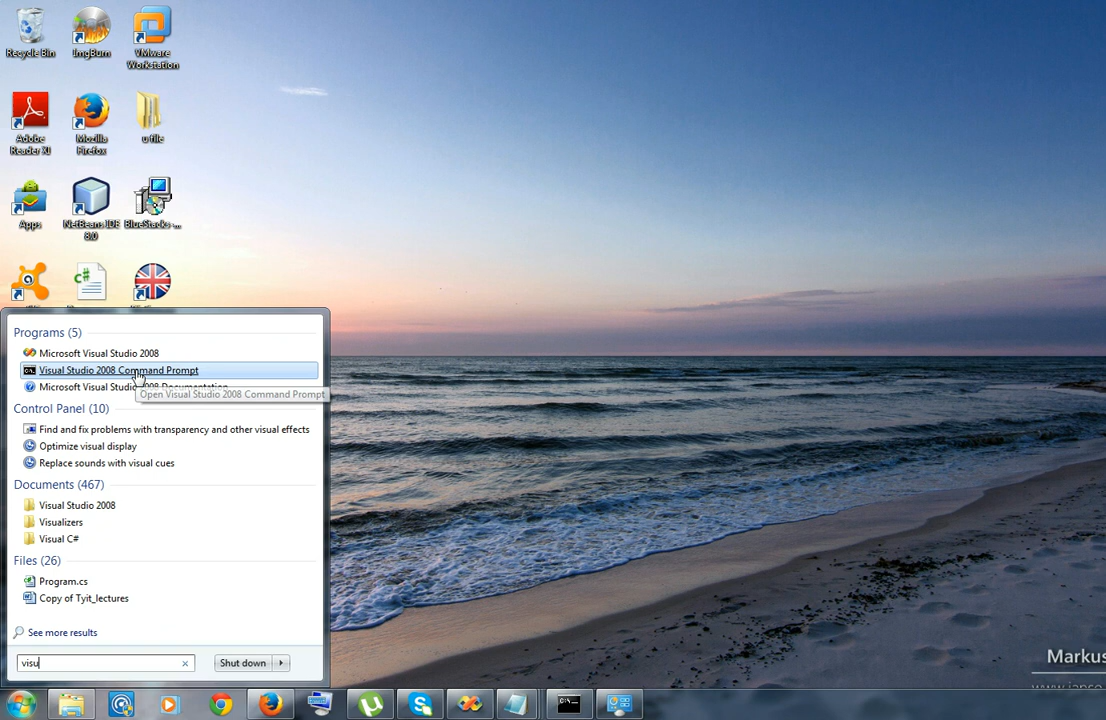 Recycle Bin
ImgBurn
VMware
Workstation
Adobe
Reader XI
Mozilla
Firefox
u file
Apps
NetBeans IDE
8.0
BlueStacks -...
Programs (5)
Microsoft Visual Studio 2008
Visual Studio 2008 Command Prompt
Microsoft Visual Studio 2008 Documentation
Open Visual Studio 2008 Command Prompt
Control Panel (10)
Find and fix problems with transparency and other visual effects
Optimize visual display
Replace sounds with visual cues
Documents (467)
Visual Studio 2008
Visualizers
Visual C#
Files (26)
Program.cs
Copy of Tyit_lectures
See more results
visu
Shut down
Markus